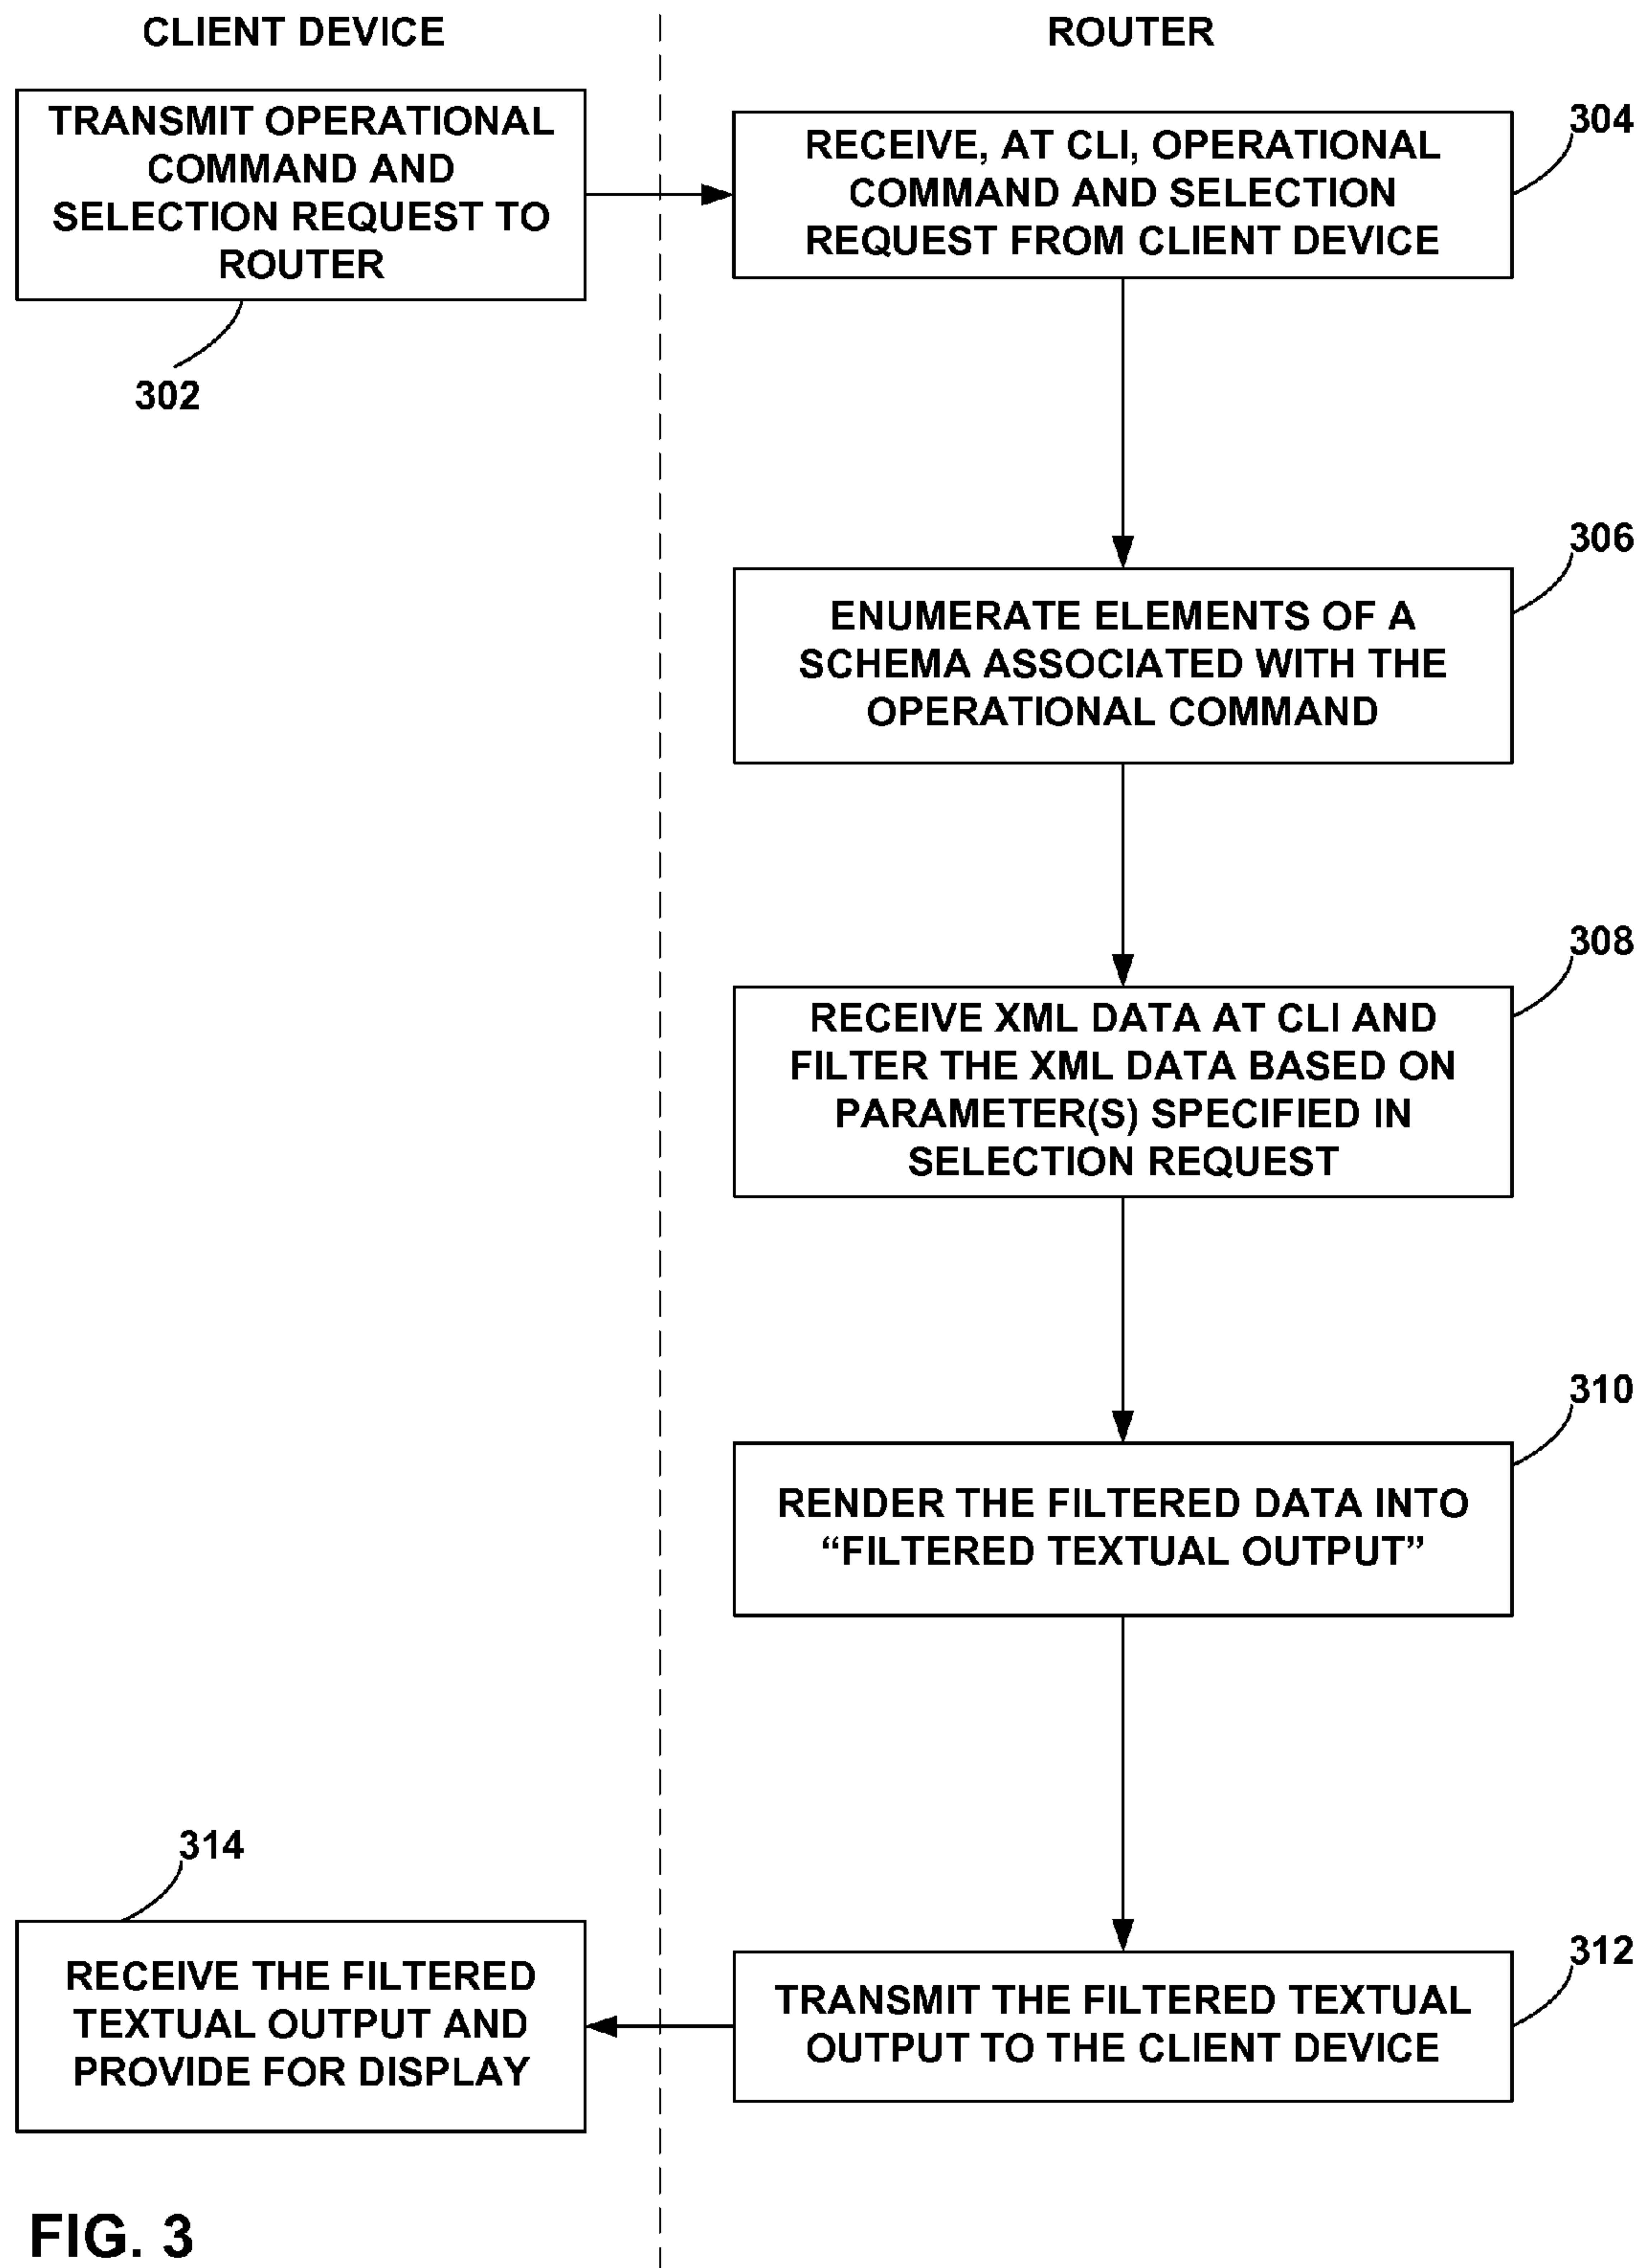 CLIENT DEVICE
ROUTER
TRANSMIT OPERATIONAL
COMMAND AND
SELECTION REQUEST TO
ROUTER
302
304
RECEIVE, AT CLI, OPERATIONAL
COMMAND AND SELECTION
REQUEST FROM CLIENT DEVICE
306
ENUMERATE ELEMENTS OF A
SCHEMA ASSOCIATED WITH THE
OPERATIONAL COMMAND
308
RECEIVE XML DATA AT CLI AND
FILTER THE XML DATA BASED ON
PARAMETER(S) SPECIFIED IN
SELECTION REQUEST
310
RENDER THE FILTERED DATA INTO
“FILTERED TEXTUAL OUTPUT”
312
TRANSMIT THE FILTERED TEXTUAL
OUTPUT TO THE CLIENT DEVICE
314
RECEIVE THE FILTERED
TEXTUAL OUTPUT AND
PROVIDE FOR DISPLAY
FIG. 3